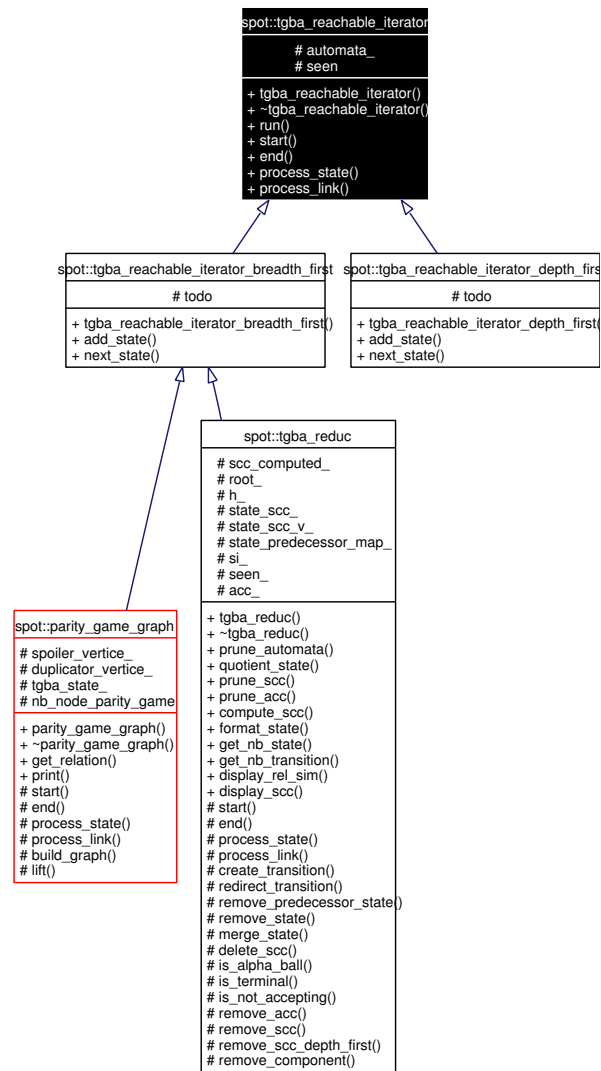 spot::tgba_reachable_iterator
# automata_
# seen
+ tgba_reachable_iterator()
+ ~tgba_reachable_iterator()
+ run()
+ start()
+ end()
+ process_state()
+ process_link()
spot::tgba_reachable_iterator_breadth_first
# todo
+ tgba_reachable_iterator_breadth_first()
+ add_state()
+ next_state()
spot::tgba_reachable_iterator_depth_first
# todo
+ tgba_reachable_iterator_depth_first()
+ add_state()
+ next_state()
spot::tgba_reduc
# scc_computed_
# root_
# h_
# state_scc_
# state_scc_v_
# state_predecessor_map_
# si_
# seen_
# acc_
+ tgba_reduc()
+ ~tgba_reduc()
+ prune_automata()
+ quotient_state()
+ prune_scc()
+ prune_acc()
+ compute_scc()
+ format_state()
+ get_nb_state()
+ get_nb_transition()
+ display_rel_sim()
+ display_scc()
# start()
# end()
# process_state()
# process_link()
# create_transition()
# redirect_transition()
# remove_predecessor_state()
# remove_state()
# merge_state()
# delete_scc()
# is_alpha_ball()
# is_terminal()
# is_not_accepting()
# remove_acc()
# remove_scc()
# remove_scc_depth_first()
# remove_component()
spot::parity_game_graph
# spoiler_vertice_
# duplicator_vertice_
# tgba_state_
# nb_node_parity_game
+ parity_game_graph()
+ ~parity_game_graph()
+ get_relation()
+ print()
# start()
# end()
# process_state()
# process_link()
# build_graph()
# lift()